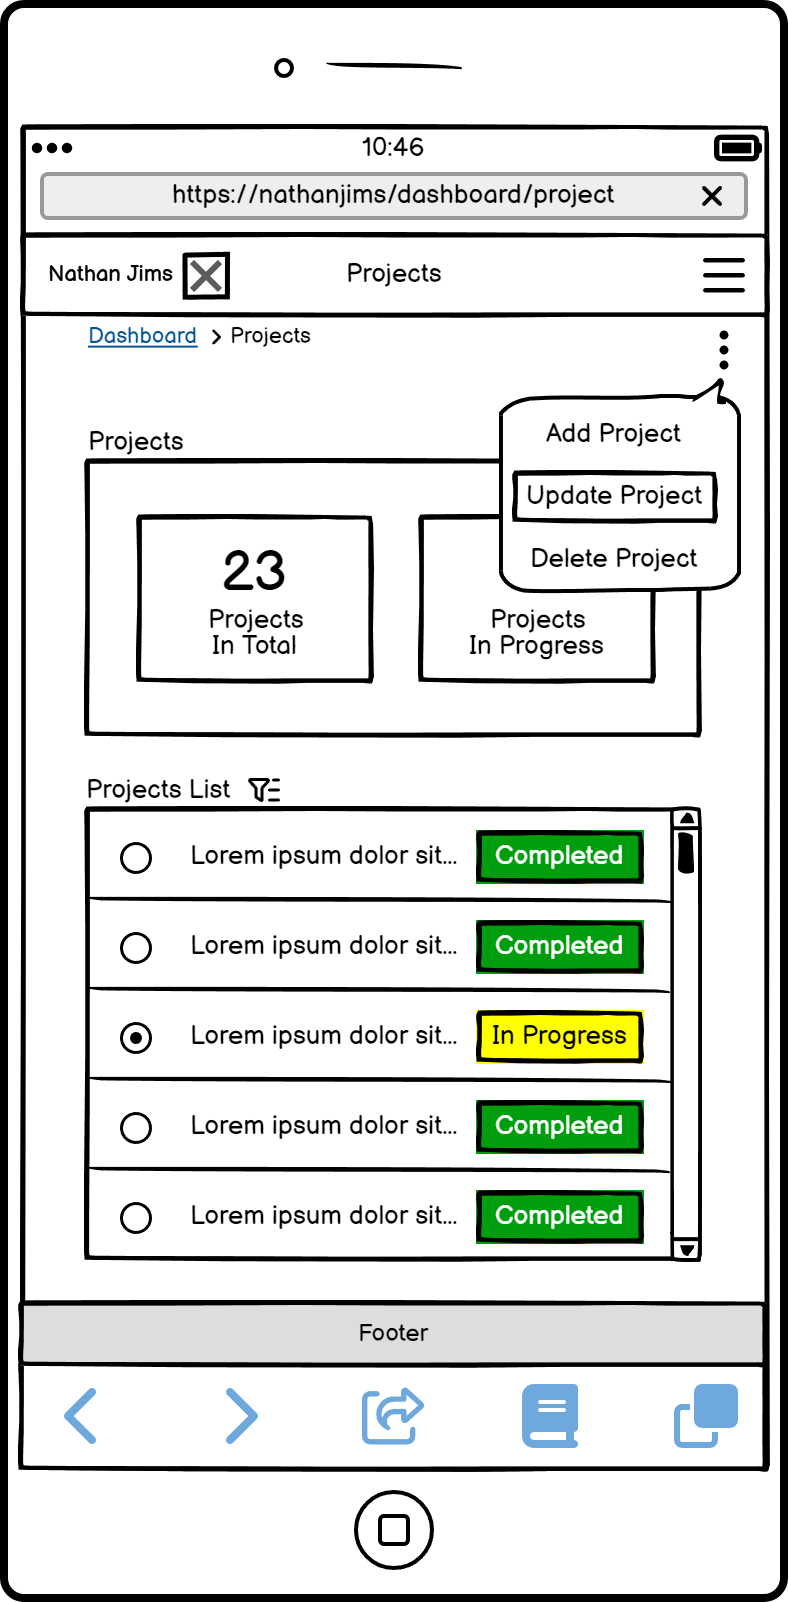 10:46
https://nathanjims/dashboard/project
Nathan Jims
Projects
Dashboard
Projects
Add Project
Update Project
Delete Project
Projects
23
Projects
In Total
Projects
In Progress
Projects List
Lorem ipsum dolor sit...
Completed
Lorem ipsum dolor sit...
Completed
Lorem ipsum dolor sit...
In Progress
Lorem ipsum dolor sit...
Completed
Lorem ipsum dolor sit...
Completed
Footer